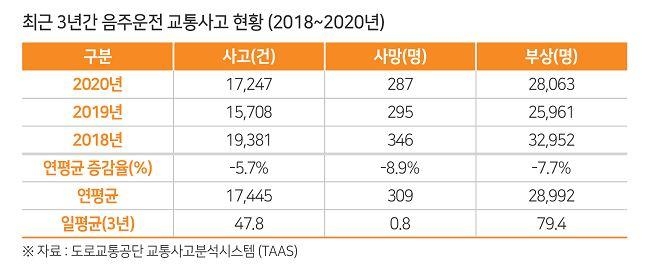 최근 3년간 음주운전 교통사고 현황 (2018~2020년)
구분 사고(건) 사망(명) 부상(명)
2020년 17,247 287 28,063
2019년 15,708 295 25,961
2018년 19,381 346 32,952
연평균 증감율(%) -5.7% -8.9% -7.7%
연평균 17,445 309 28,992
일평균(3년) 47.8 0.8 79.4
※ 자료 : 도로교통공단 교통사고분석시스템 (TAAS)